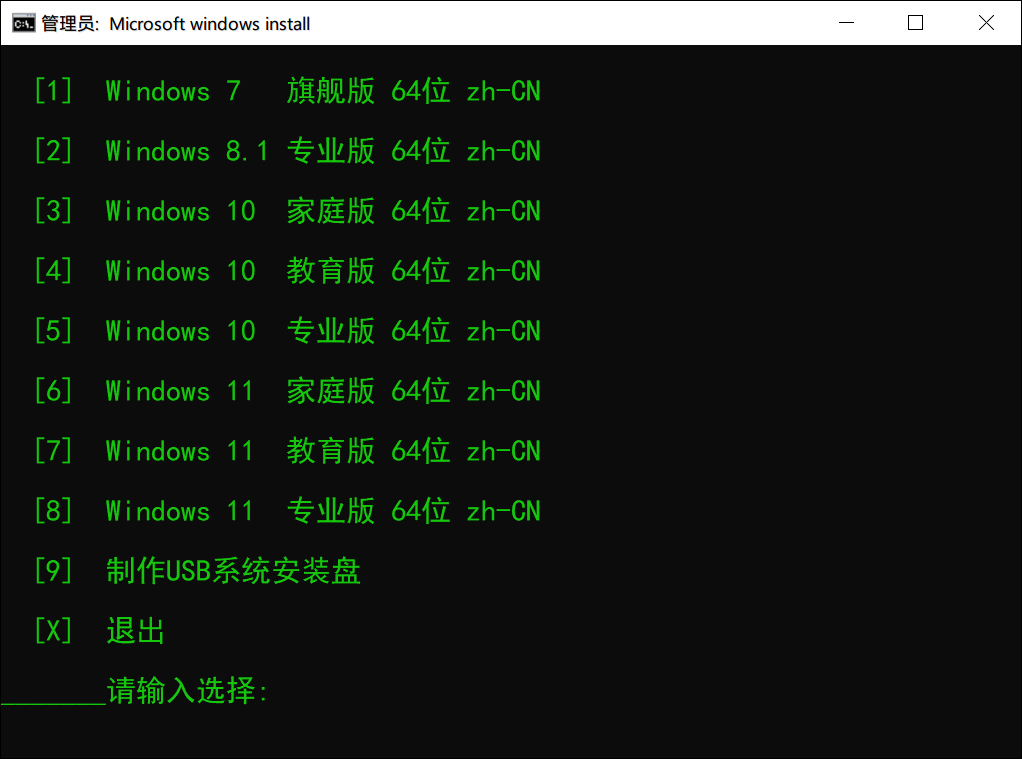 管理员: Microsoft windows install
[1] Windows 7 旗舰版 64位 zh-CN
[2] Windows 8.1 专业版 64位 zh-CN
[3] Windows 10 家庭版 64位 zh-CN
[4] Windows 10 教育版 64位 zh-CN
[5] Windows 10 专业版 64位 zh-CN
[6] Windows 11 家庭版 64位 zh-CN
[7] Windows 11 教育版 64位 zh-CN
[8] Windows 11 专业版 64位 zh-CN
[9] 制作USB系统安装盘
[X] 退出
_______请输入选择: